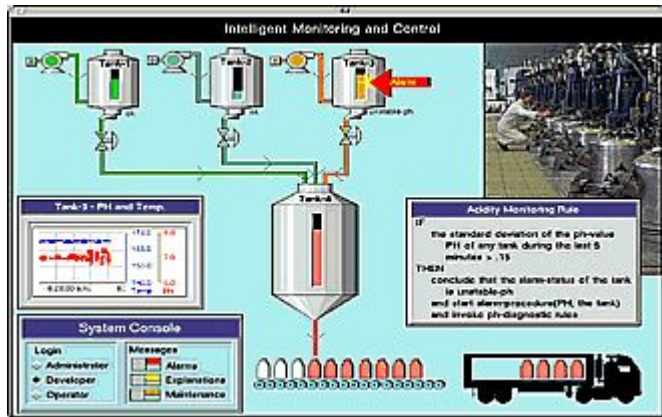 Intelligent Monitoring and Control
Tank-1
Tank-2
Tank-3
Alarm
ok
ok
unstable-ph
Tank-3 - PH and Temp.
Temp
Ph
Acidity Monitoring Rule
IF
the standard deviation of the ph-value
PH of any tank during the last 5
minutes > .15
THEN
conclude that the alarm-status of the tank
is unstable-ph
and start alarm-procedure(PH, the tank)
and invoke ph-diagnostic rules
System Console
Login
Administrator
Developer
Operator
Messages
Alarms
Explanations
Maintenance